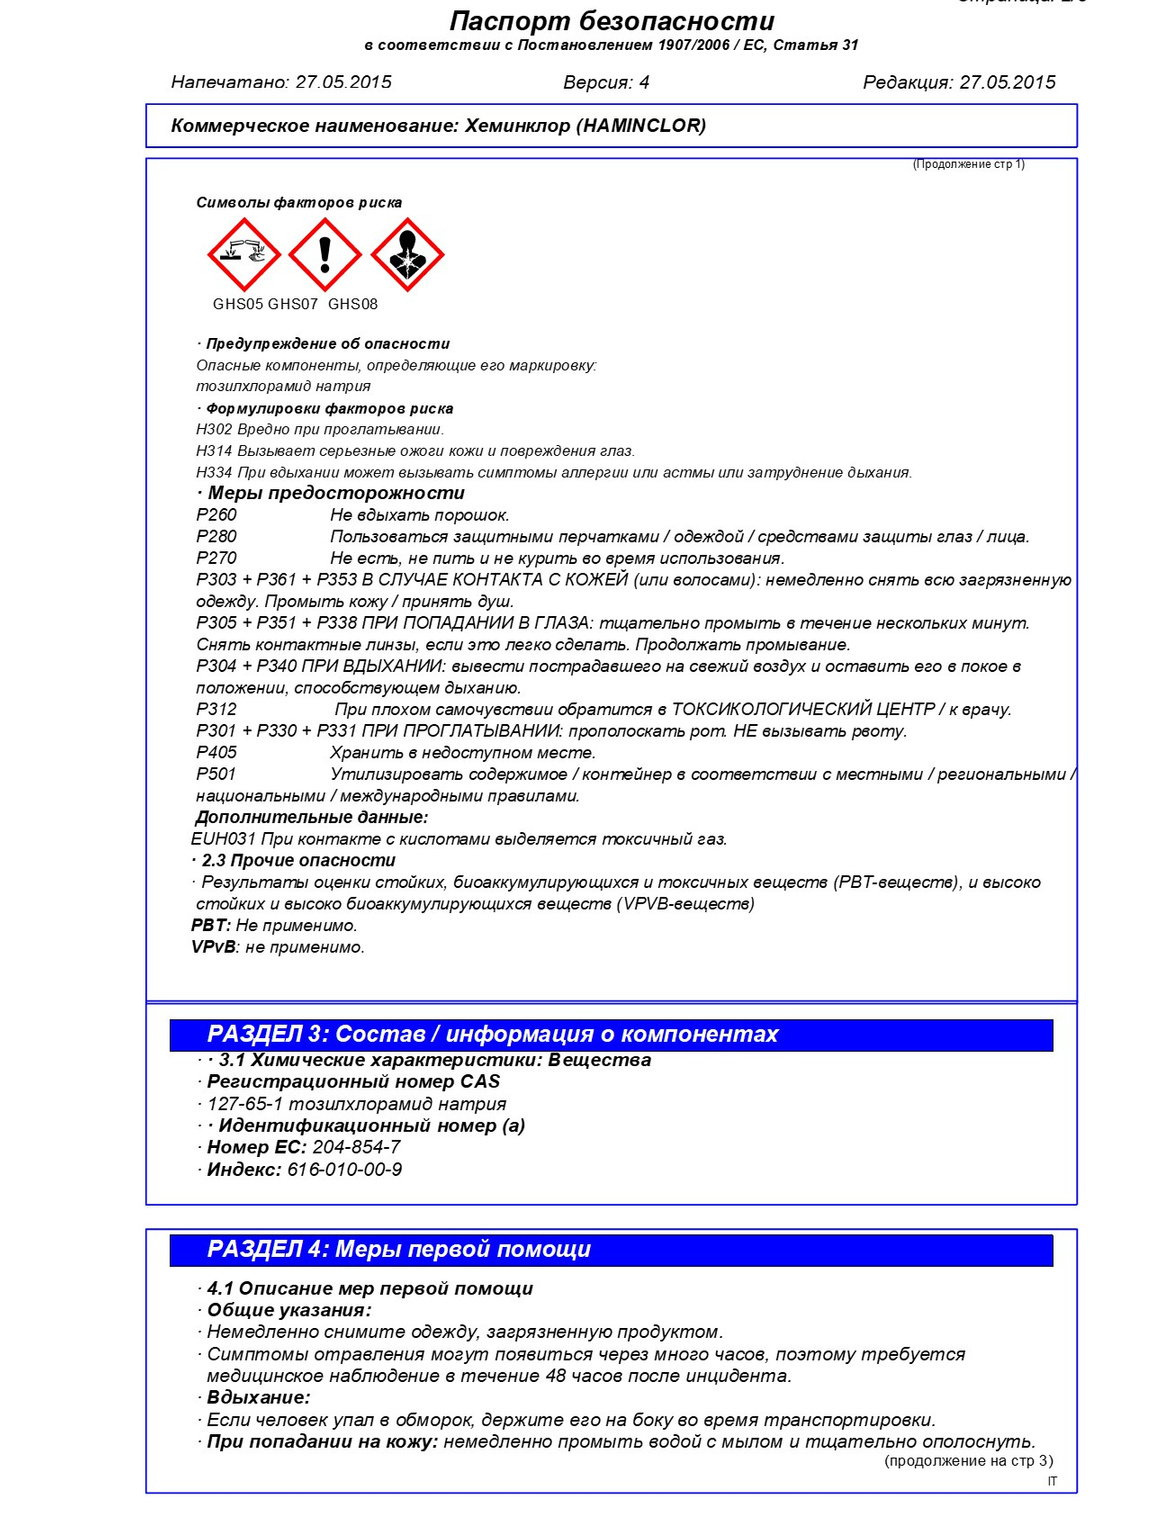 Паспорт безопасности
в соответствии с Постановлением 1907/2006 / ЕС, Статья 31
Напечатано: 27.05.2015 Версия: 4 Редакция: 27.05.2015
Коммерческое наименование: Хеминклор (HAMINCLOR)
(Продолжение стр 1)
Символы факторов риска
GHS05 GHS07 GHS08
· Предупреждение об опасности
Опасные компоненты, определяющие его маркировку:
тозилхлорамид натрия
· Формулировки факторов риска
H302 Вредно при проглатывании.
H314 Вызывает серьезные ожоги кожи и повреждения глаз.
H334 При вдыхании может вызывать симптомы аллергии или астмы или затруднение дыхания.
· Меры предосторожности
P260 Не вдыхать порошок.
P280 Пользоваться защитными перчатками / одеждой / средствами защиты глаз / лица.
P270 Не есть, не пить и не курить во время использования.
P303 + P361 + P353 В СЛУЧАЕ КОНТАКТА С КОЖЕЙ (или волосами): немедленно снять всю загрязненную
одежду. Промыть кожу / принять душ.
P305 + P351 + P338 ПРИ ПОПАДАНИИ В ГЛАЗА: тщательно промыть в течение нескольких минут.
Снять контактные линзы, если это легко сделать. Продолжать промывание.
P304 + P340 ПРИ ВДЫХАНИИ: вывести пострадавшего на свежий воздух и оставить его в покое в
положении, способствующем дыханию.
P312 При плохом самочувствии обратится в ТОКСИКОЛОГИЧЕСКИЙ ЦЕНТР / к врачу.
P301 + P330 + P331 ПРИ ПРОГЛАТЫВАНИИ: прополоскать рот. НЕ вызывать рвоту.
P405 Хранить в недоступном месте.
P501 Утилизировать содержимое / контейнер в соответствии с местными / региональными /
национальными / международными правилами.
Дополнительные данные:
EUH031 При контакте с кислотами выделяется токсичный газ.
· 2.3 Прочие опасности
· Результаты оценки стойких, биоаккумулирующихся и токсичных веществ (PBT-веществ), и высоко
стойких и высоко биоаккумулирующихся веществ (VPVB-веществ)
PBT: Не применимо.
VPvB: не применимо.
РАЗДЕЛ 3: Состав / информация о компонентах
· · 3.1 Химические характеристики: Вещества
· Регистрационный номер CAS
· 127-65-1 тозилхлорамид натрия
· · Идентификационный номер (а)
· Номер ЕС: 204-854-7
· Индекс: 616-010-00-9
РАЗДЕЛ 4: Меры первой помощи
· 4.1 Описание мер первой помощи
· Общие указания:
· Немедленно снимите одежду, загрязненную продуктом.
· Симптомы отравления могут появиться через много часов, поэтому требуется
медицинское наблюдение в течение 48 часов после инцидента.
· Вдыхание:
· Если человек упал в обморок, держите его на боку во время транспортировки.
· При попадании на кожу: немедленно промыть водой с мылом и тщательно ополоснуть.
(продолжение на стр 3)
IT